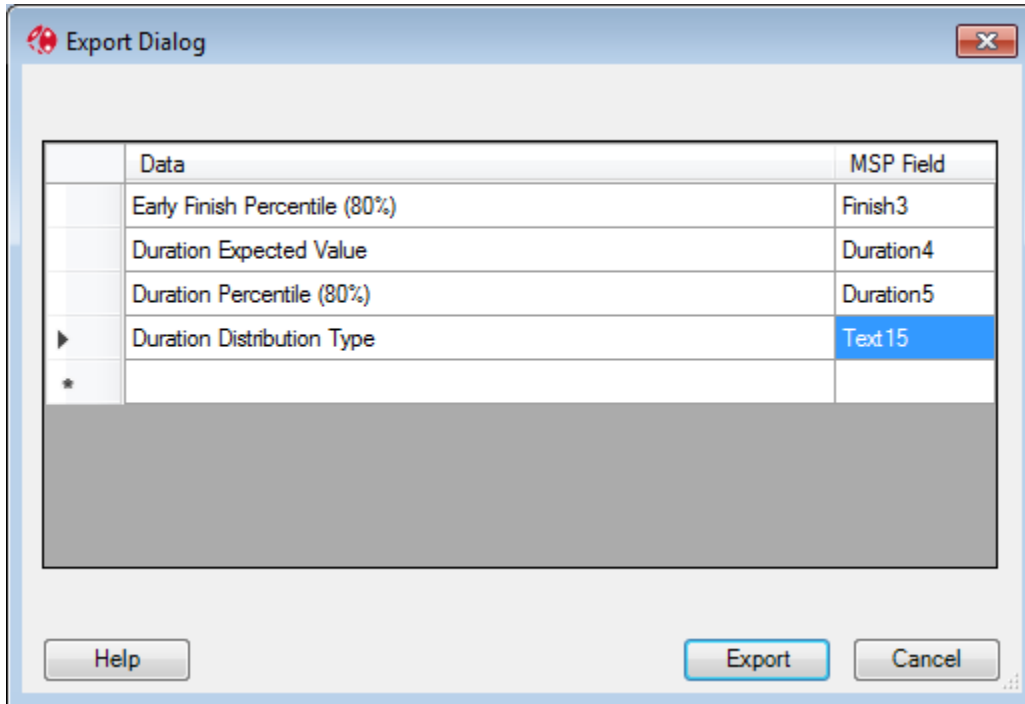 Export Dialog
Data MSP Field
Early Finish Percentile (80%) Finish3
Duration Expected Value Duration4
Duration Percentile (80%) Duration5
Duration Distribution Type Text15
*
Help Export Cancel